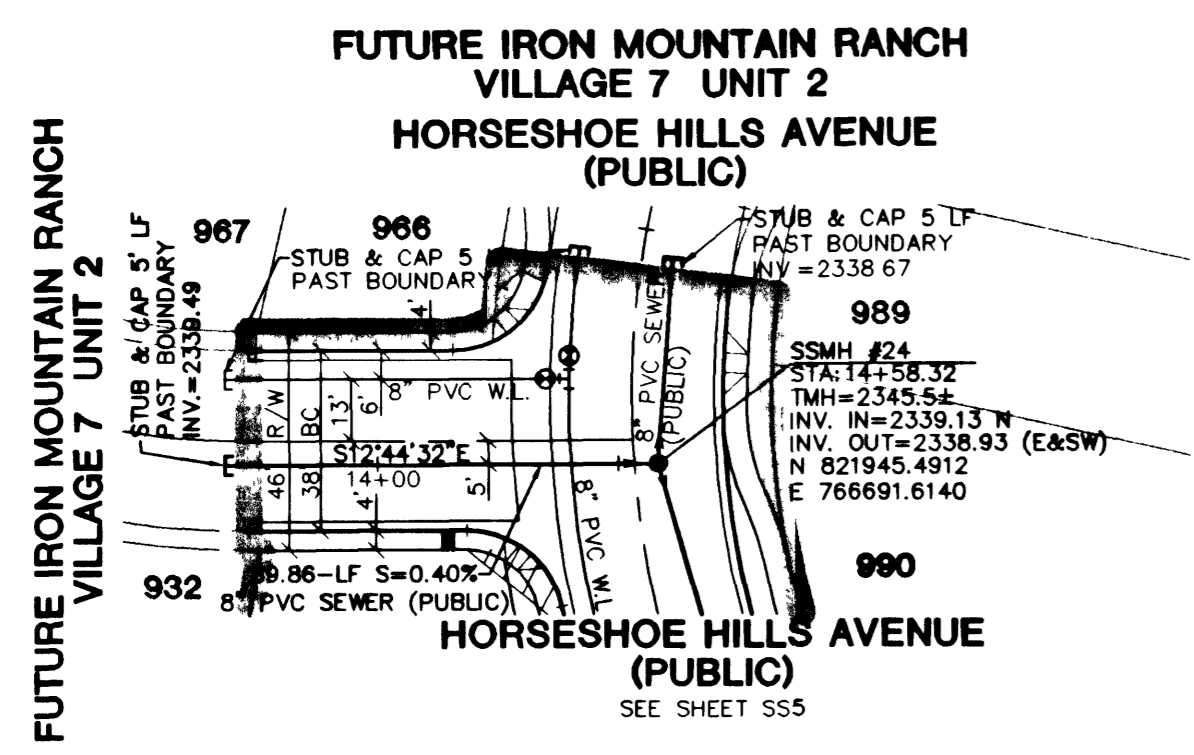 FUTURE IRON MOUNTAIN RANCH
VILLAGE 7 UNIT 2
HORSESHOE HILLS AVENUE
(PUBLIC)
FUTURE IRON MOUNTAIN RANCH
VILLAGE 7 UNIT 2
STUB & CAP 5' LF
PAST BOUNDARY
INV.=2339.49
967
966
STUB & CAP 5
PAST BOUNDARY
STUB & CAP 5 LF
PAST BOUNDARY
INV =2338 67
989
SSMH #24
STA: 14+58.32
TMH=2345.5±
INV. IN=2339.13 N
INV. OUT=2338.93 (E&SW)
N 821945.4912
E 766691.6140
4'
8" PVC SEWER
(PUBLIC)
8" PVC W.L.
46 R/W
38 BC
13'
6'
S12°44'32"E
14+00
4'
5'
8" PVC W.L
932
9.86-LF S=0.40%
8" PVC SEWER (PUBLIC)
990
HORSESHOE HILLS AVENUE
(PUBLIC)
SEE SHEET SS5